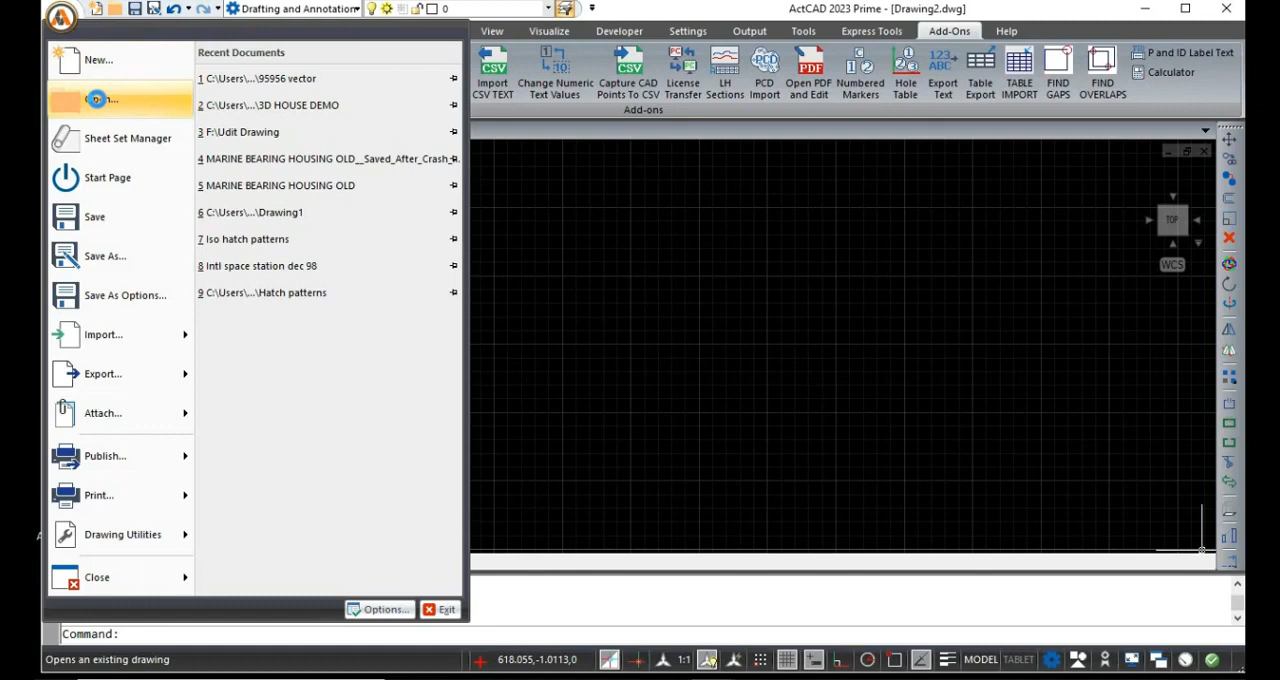 Drafting and Annotation
0
ActCAD 2023 Prime - [Drawing2.dwg]
View
Visualize
Developer
Settings
Output
Tools
Express Tools
Add-Ons
Help
Import CSV TEXT
Change Numeric Text Values
Capture CAD Points To CSV
License Transfer
LH Sections
PCD Import
Open PDF and Edit
Numbered Markers
Hole Table
Export Text
Table Export
TABLE IMPORT
FIND GAPS
FIND OVERLAPS
P and ID Label Text
Calculator
Add-ons
New...
Sheet Set Manager
Start Page
Save
Save As...
Save As Options...
Import...
Export...
Attach...
Publish...
Print...
Drawing Utilities
Close
Recent Documents
1 C:\Users\...\95956 vector
2 C:\Users\...\3D HOUSE DEMO
3 F:\Udit Drawing
4 MARINE BEARING HOUSING OLD__Saved_After_Crash_
5 MARINE BEARING HOUSING OLD
6 C:\Users\...\Drawing1
7 Iso hatch patterns
8 Intl space station dec 98
9 C:\Users\...\Hatch patterns
Options...
Exit
TOP
WCS
Command:
Opens an existing drawing
618.055,-1.0113,0
1:1
MODEL
TABLET